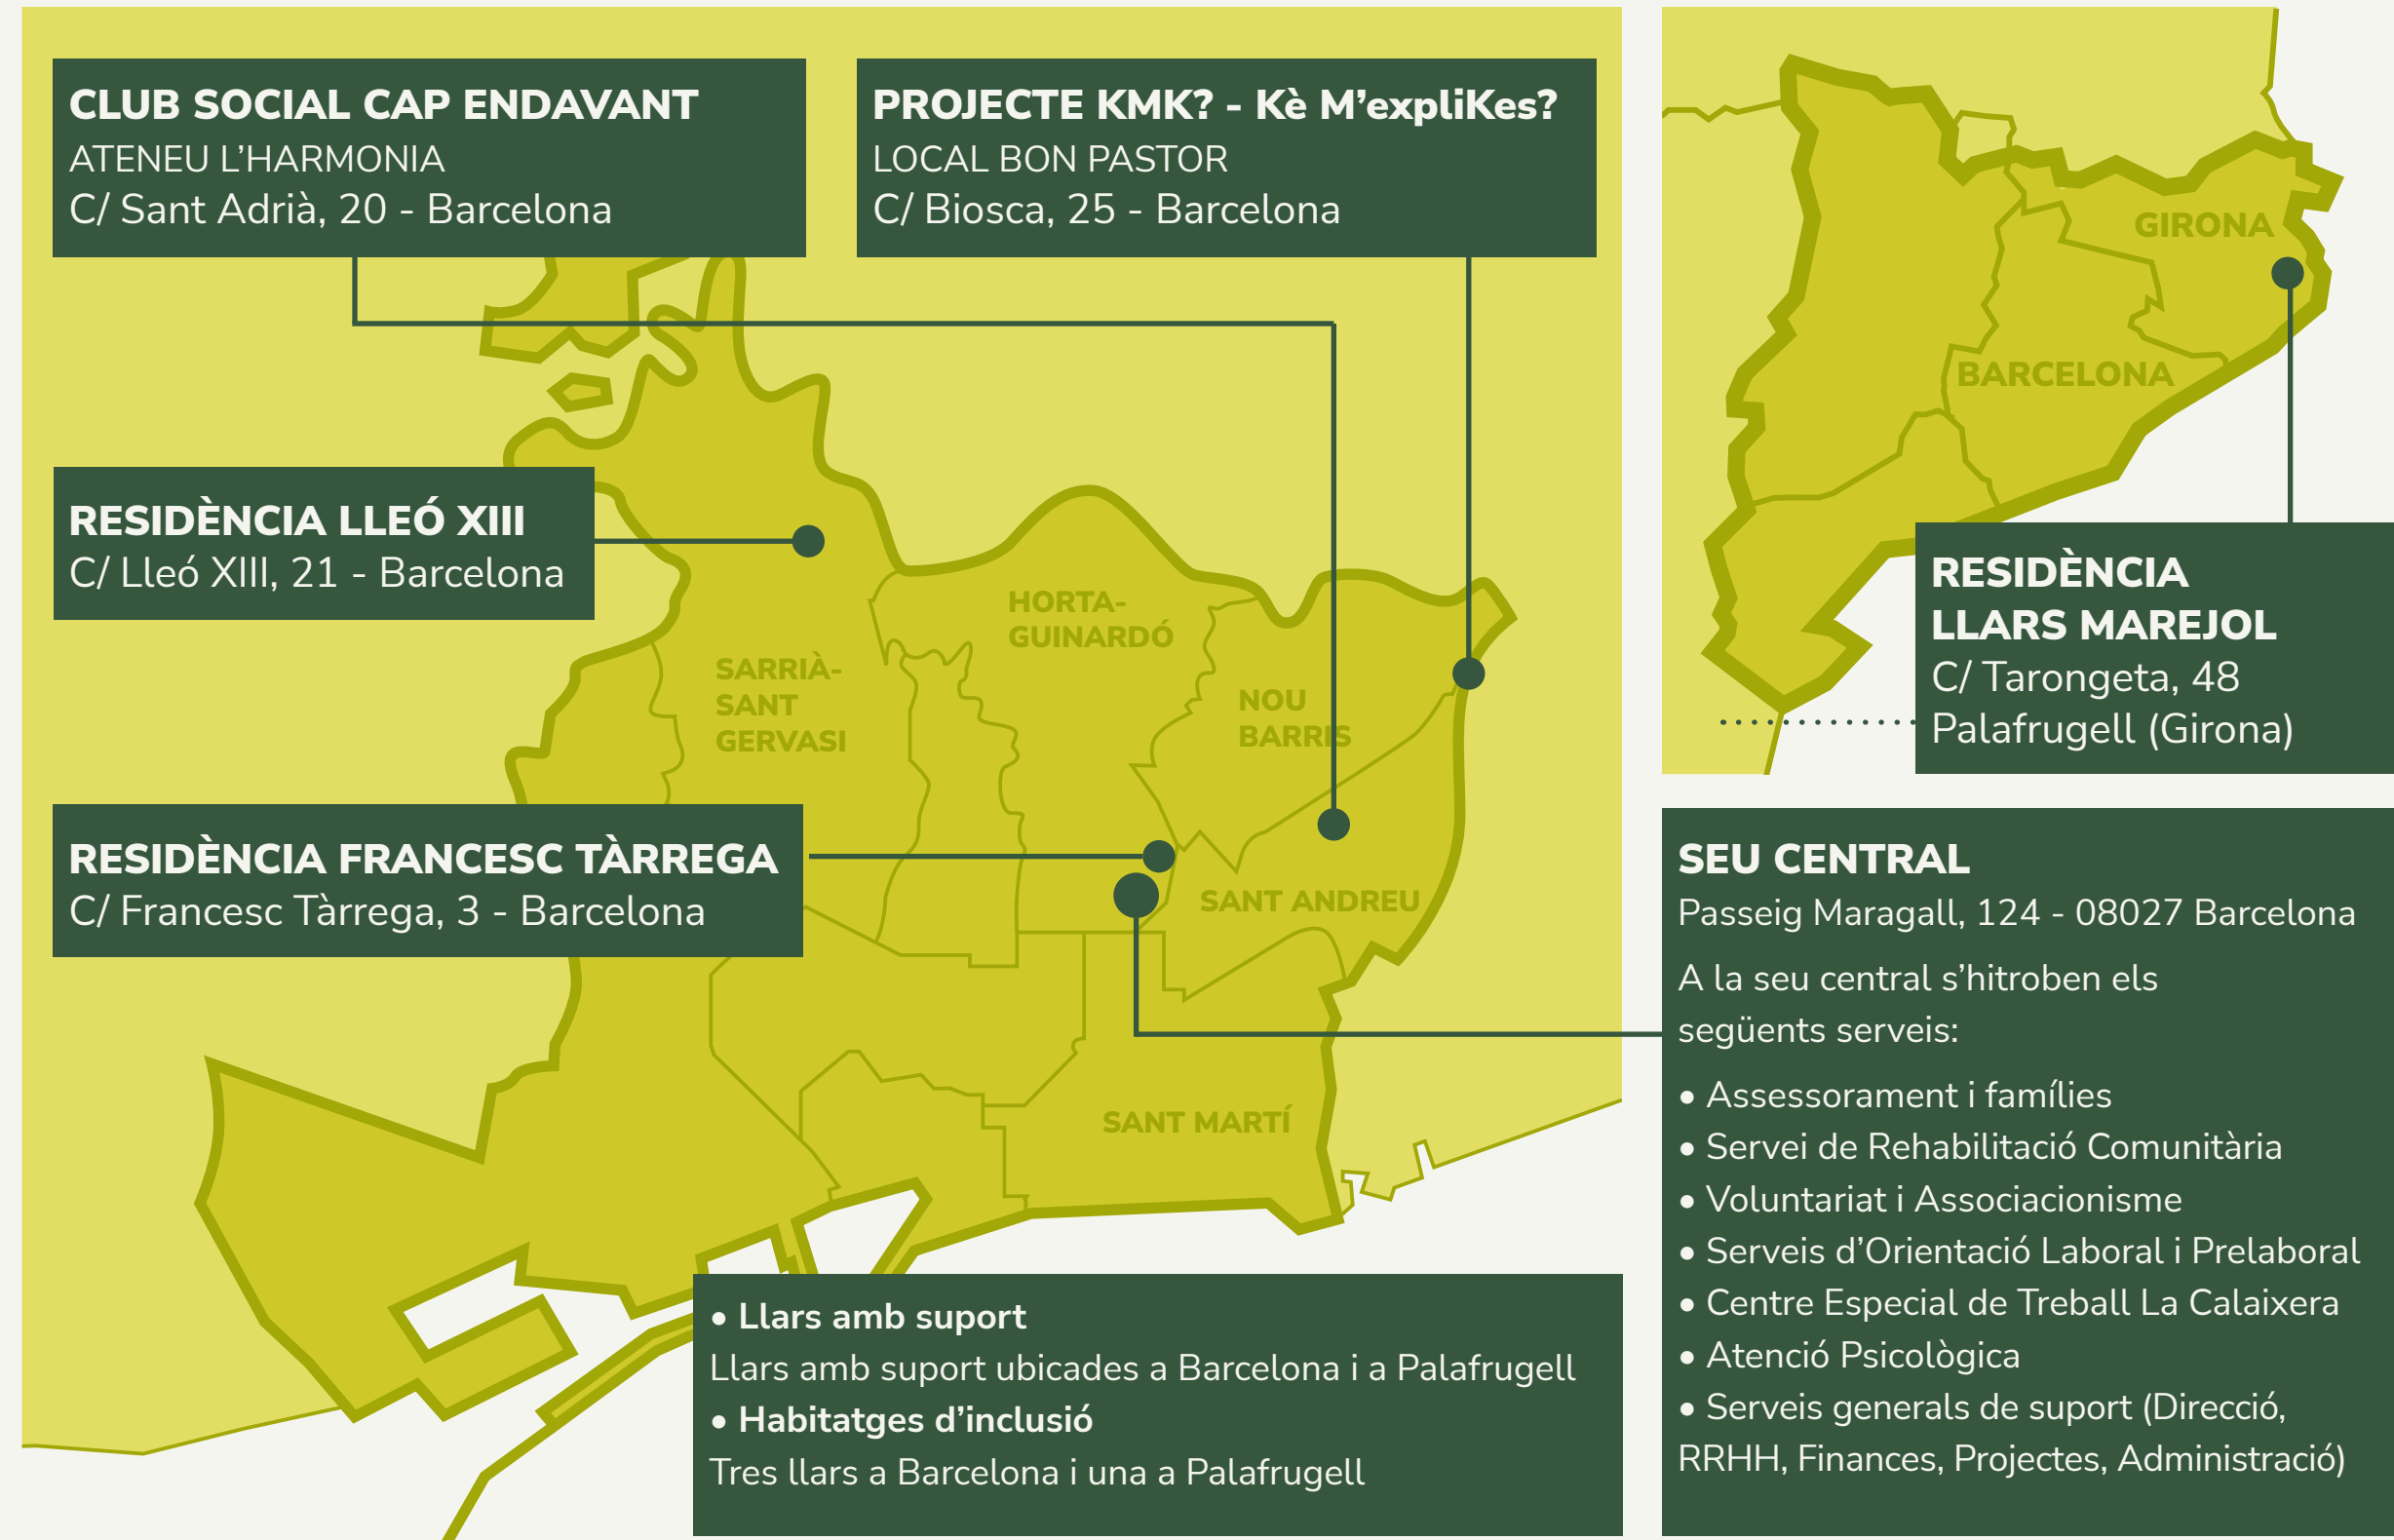 CLUB SOCIAL CAP ENDAVANT
ATENEU L’HARMONIA
C/ Sant Adrià, 20 - Barcelona
PROJECTE KMK? - Kè M’expliKes?
LOCAL BON PASTOR
C/ Biosca, 25 - Barcelona
RESIDÈNCIA LLEÓ XIII
C/ Lleó XIII, 21 - Barcelona
HORTA-
GUINARDÓ
SARRIÀ-
SANT
GERVASI
NOU
BARRIS
RESIDÈNCIA FRANCESC TÀRREGA
C/ Francesc Tàrrega, 3 - Barcelona
SANT ANDREU
SANT MARTÍ
• Llars amb suport
Llars amb suport ubicades a Barcelona i a Palafrugell
• Habitatges d’inclusió
Tres llars a Barcelona i una a Palafrugell
GIRONA
BARCELONA
RESIDÈNCIA
LLARS MAREJOL
C/ Tarongeta, 48
Palafrugell (Girona)
SEU CENTRAL
Passeig Maragall, 124 - 08027 Barcelona
A la seu central s’hitroben els
següents serveis:
• Assessorament i famílies
• Servei de Rehabilitació Comunitària
• Voluntariat i Associacionisme
• Serveis d’Orientació Laboral i Prelaboral
• Centre Especial de Treball La Calaixera
• Atenció Psicològica
• Serveis generals de suport (Direcció,
RRHH, Finances, Projectes, Administració)